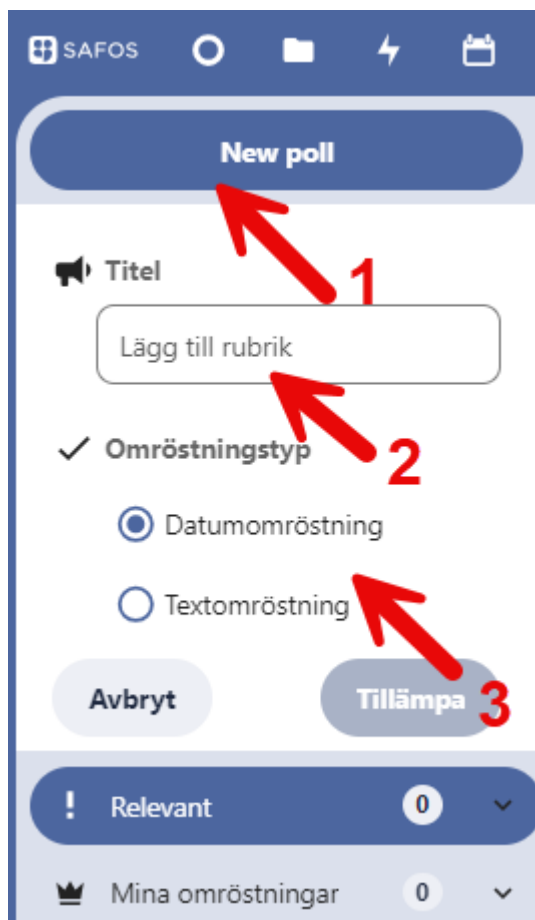 SAFOS
New poll
1
Titel
Lägg till rubrik
2
Omröstningstyp
Datumomröstning
Textomröstning
3
Avbryt
Tillämpa
Relevant
0
Mina omröstningar
0